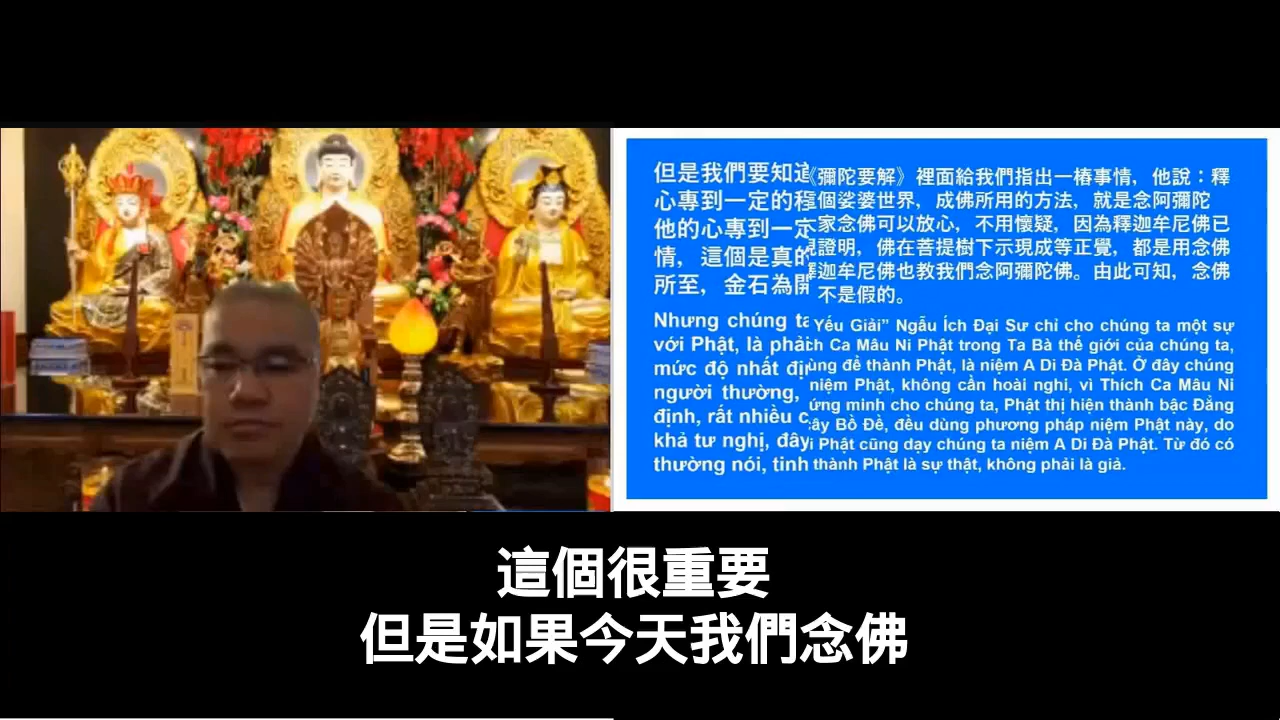 但是我們要知
心專到一定的程
他的心專到一定
情，這個是真的
所至，金石為開
《彌陀要解》裡面給我們指出一樁事情，他說：釋
個娑婆世界，成佛所用的方法，就是念阿彌陀
家念佛可以放心，不用懷疑，因為釋迦牟尼佛已
證明，佛在菩提樹下示現成等正覺，都是用念佛
迦牟尼佛也教我們念阿彌陀佛。由此可知，念佛
不是假的。
Nhưng chúng ta
với Phật, là phải
mức độ nhất địn
người thường,
định, rất nhiều c
khả tư nghị, đây
thường nói, tinh
Yếu Giải” Ngẫu Ích Đại Sư chỉ cho chúng ta một sự
ch Ca Mâu Ni Phật trong Ta Bà thế giới của chúng ta,
ùng để thành Phật, là niệm A Di Đà Phật. Ở đây chúng
niệm Phật, không cần hoài nghi, vì Thích Ca Mâu Ni
ứng minh cho chúng ta, Phật thị hiện thành bậc Đẳng
ây Bồ Đề, đều dùng phương pháp niệm Phật này, do
i Phật cũng dạy chúng ta niệm A Di Đà Phật. Từ đó có
thành Phật là sự thật, không phải là giả.
這個很重要
但是如果今天我們念佛